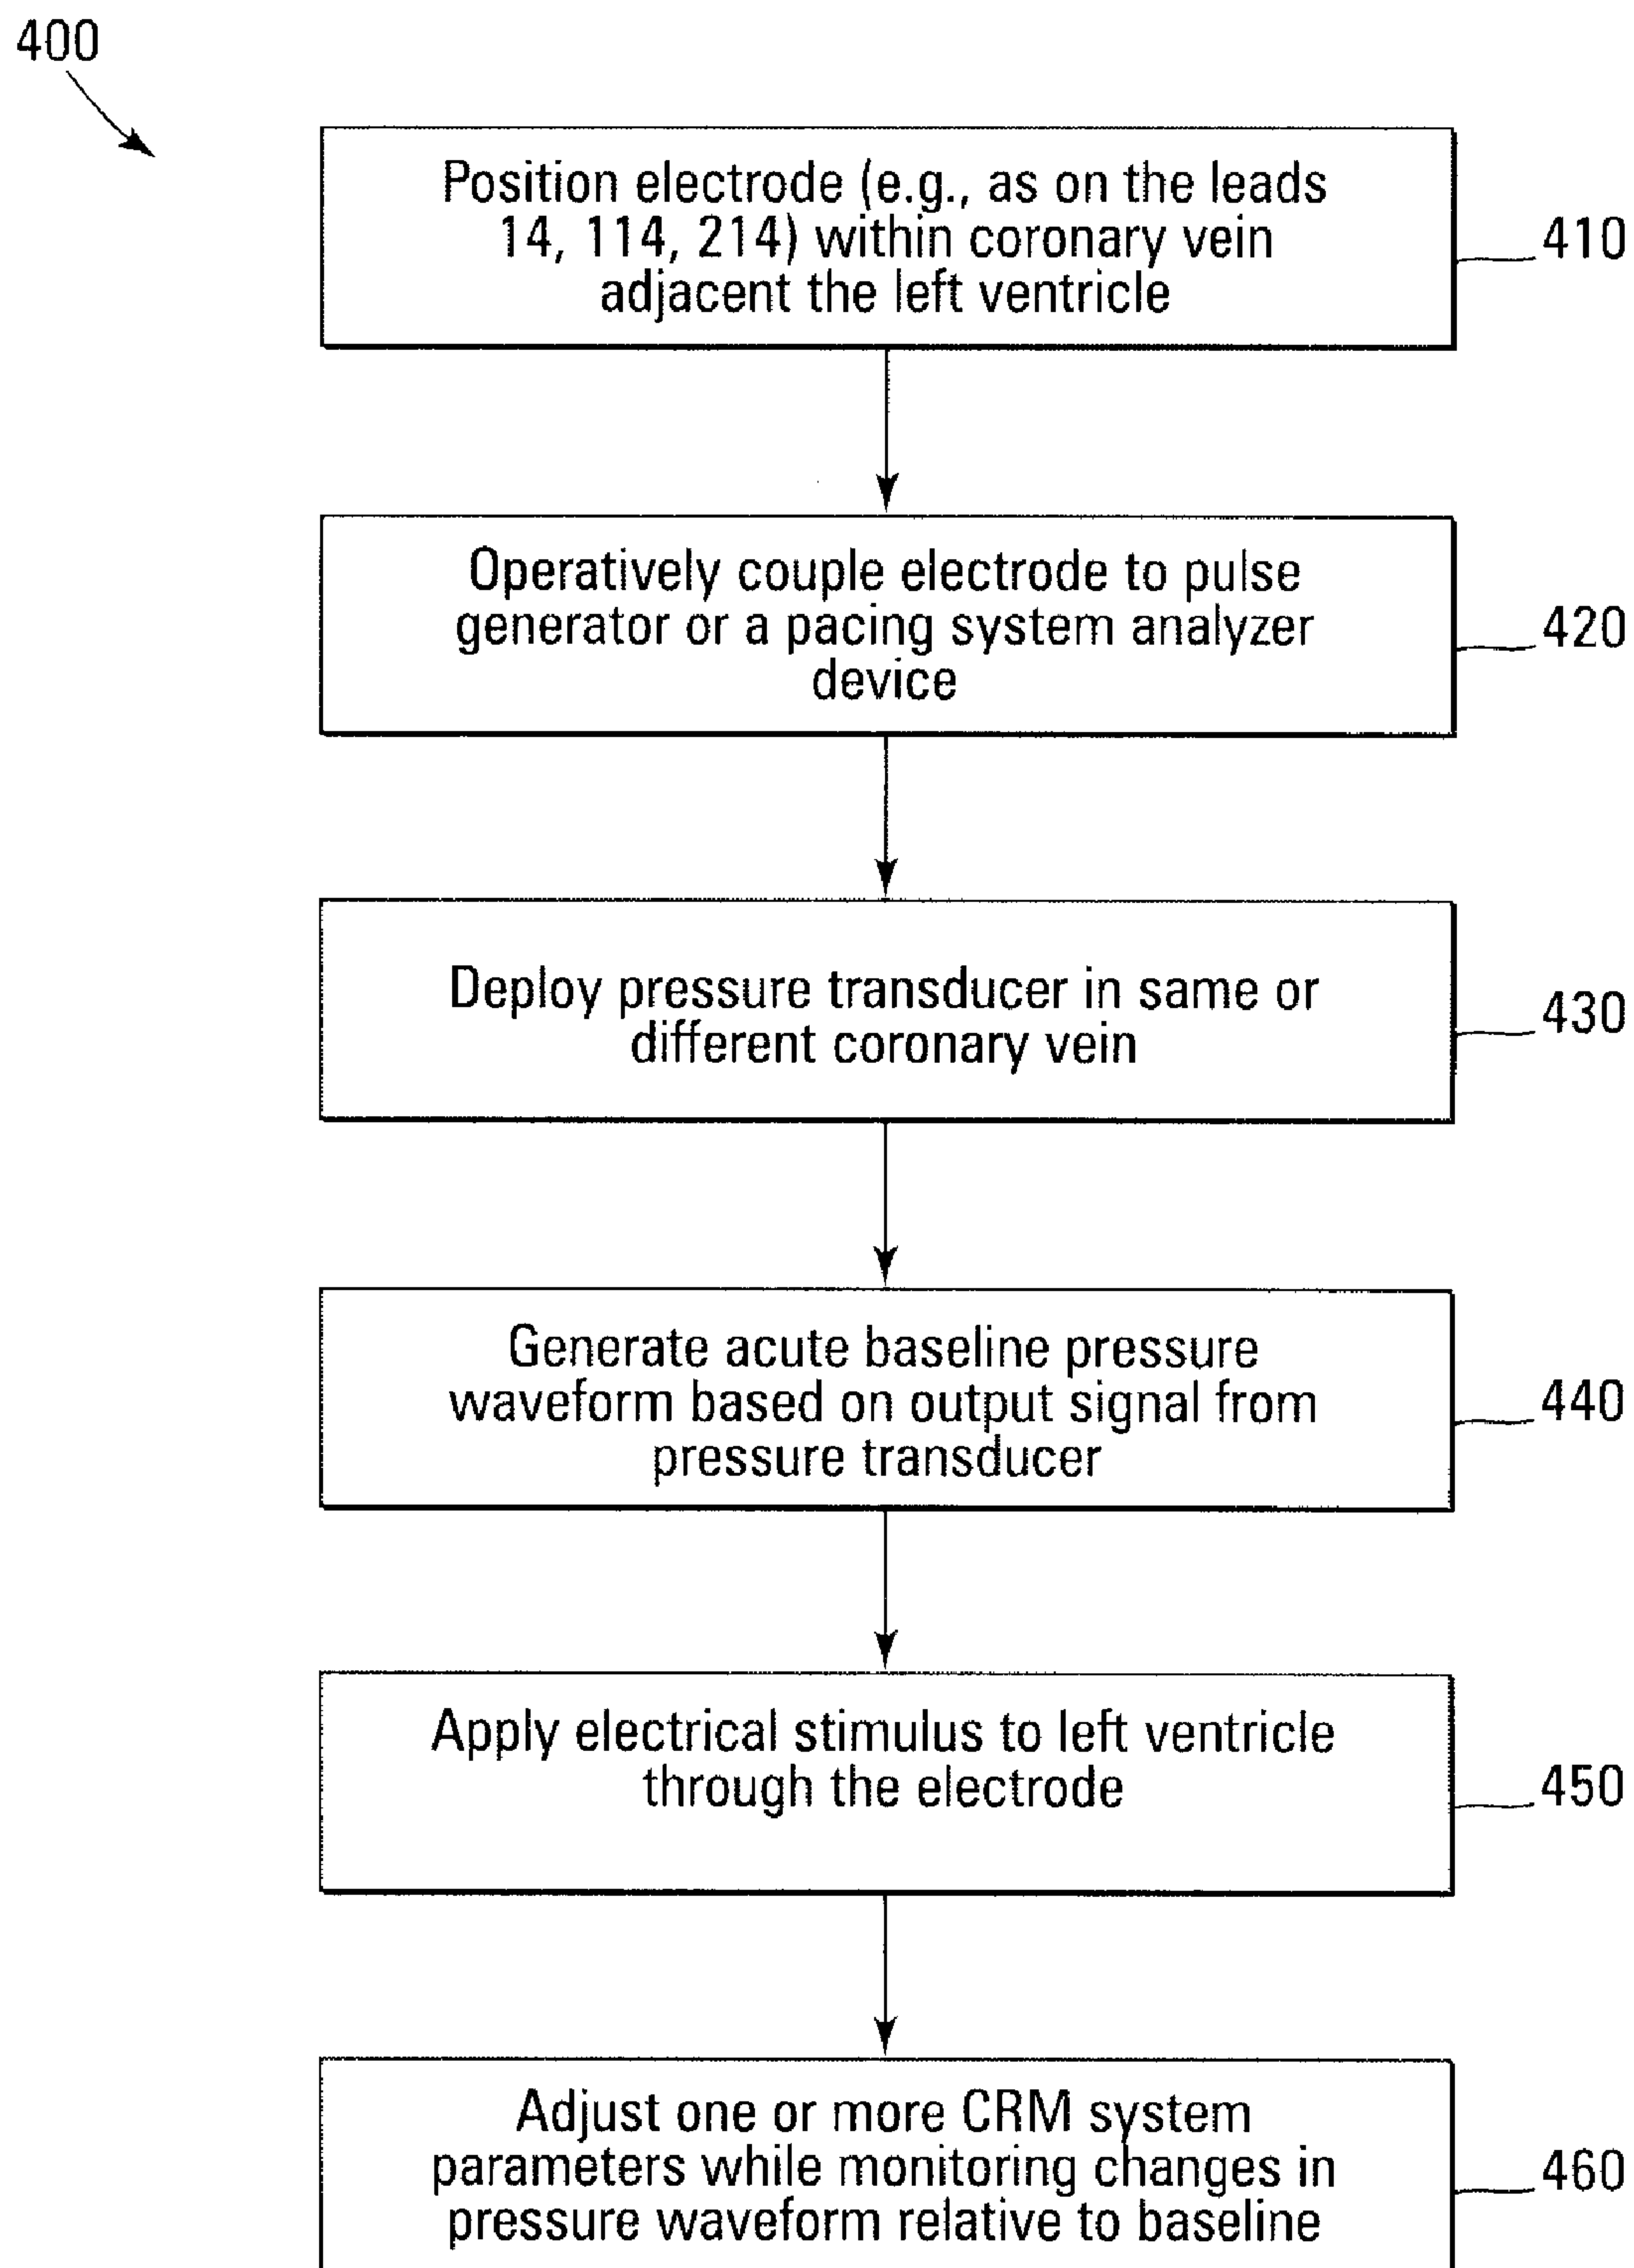 400
Position electrode (e.g., as on the leads
14, 114, 214) within coronary vein
adjacent the left ventricle
410
Operatively couple electrode to pulse
generator or a pacing system analyzer
device
420
Deploy pressure transducer in same or
different coronary vein
430
Generate acute baseline pressure
waveform based on output signal from
pressure transducer
440
Apply electrical stimulus to left ventricle
through the electrode
450
Adjust one or more CRM system
parameters while monitoring changes in
pressure waveform relative to baseline
460